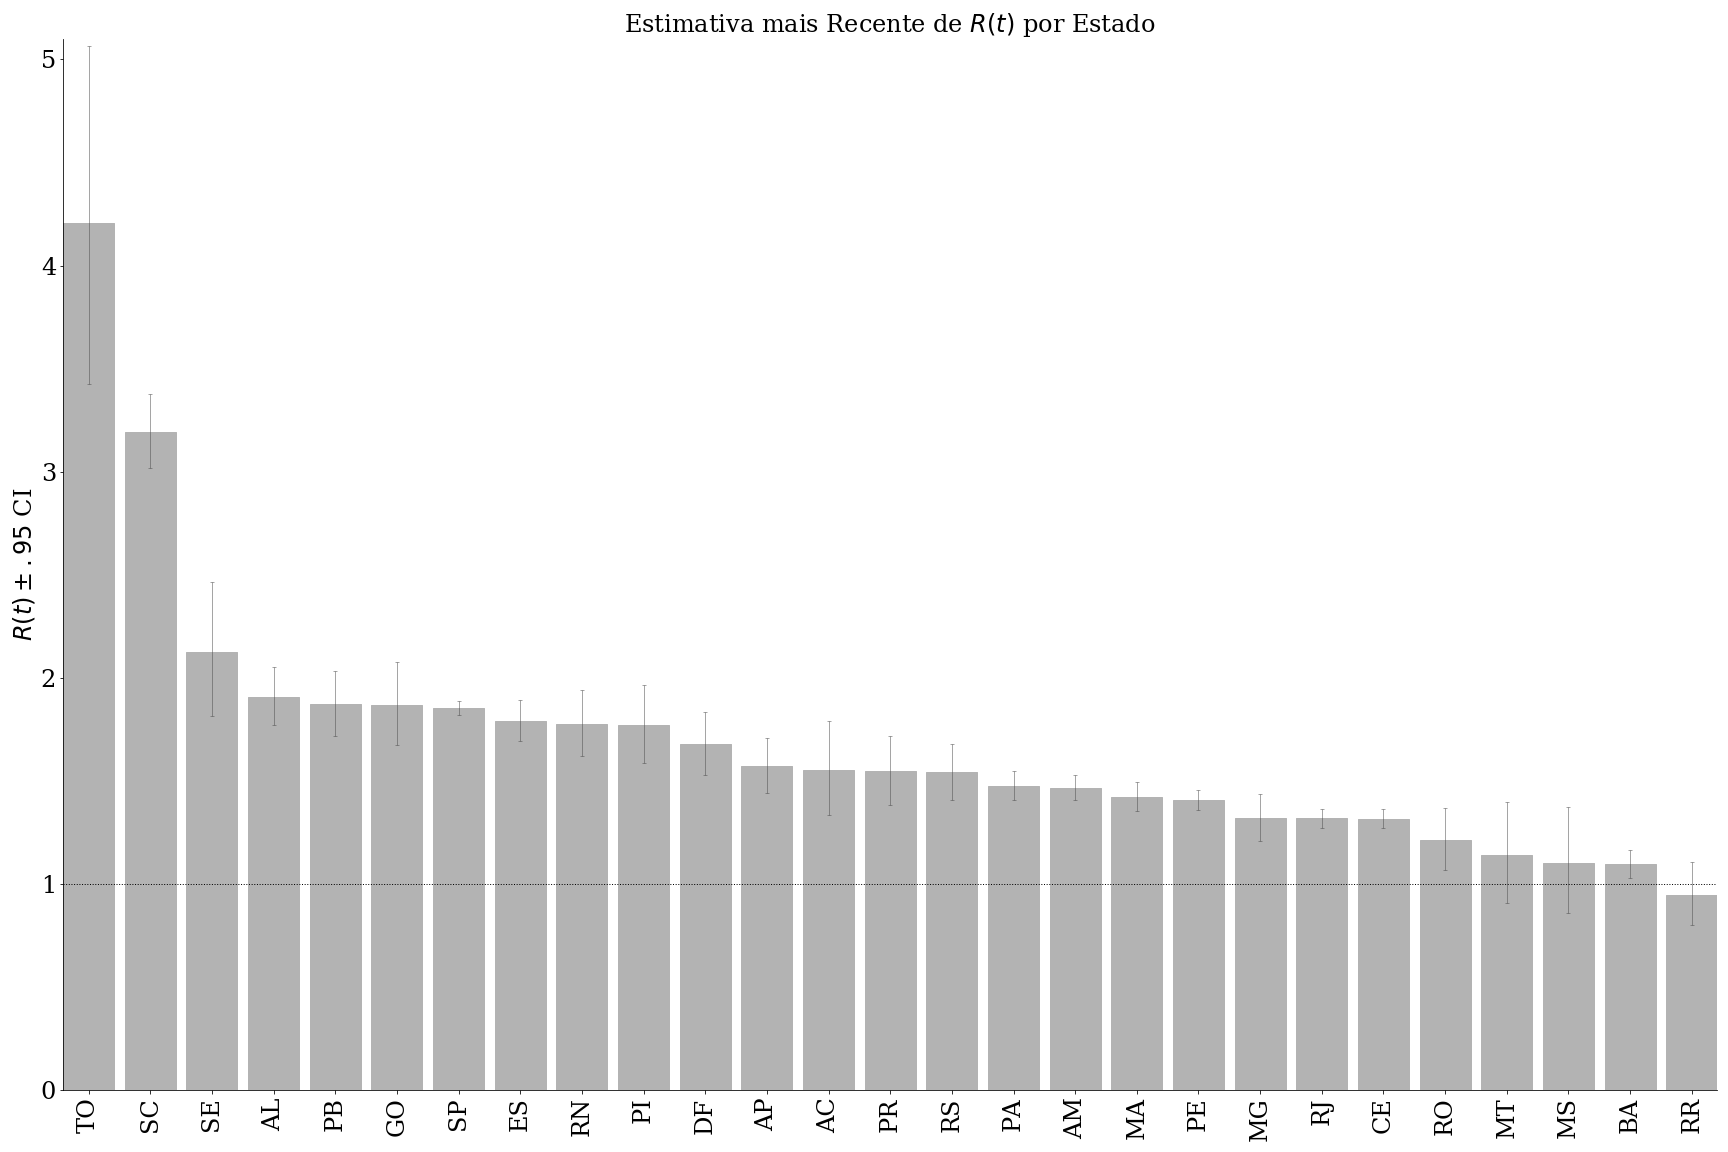 Estimativa mais Recente de R(t) por Estado
R(t) ± .95 CI
5
4
3
2
1
0
TO SC SE AL PB GO SP ES RN PI DF AP AC PR RS PA AM MA PE MG RJ CE RO MT MS BA RR